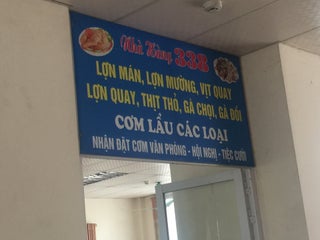 Nhà Hàng 338
LỢN MÁN, LỢN MƯỜNG, VỊT QUAY
LỢN QUAY, THỊT THỎ, GÀ CHỌI, GÀ ĐỒI
CƠM LẨU CÁC LOẠI
NHẬN ĐẶT CƠM VĂN PHÒNG - HỘI NGHỊ - TIỆC CƯỚI